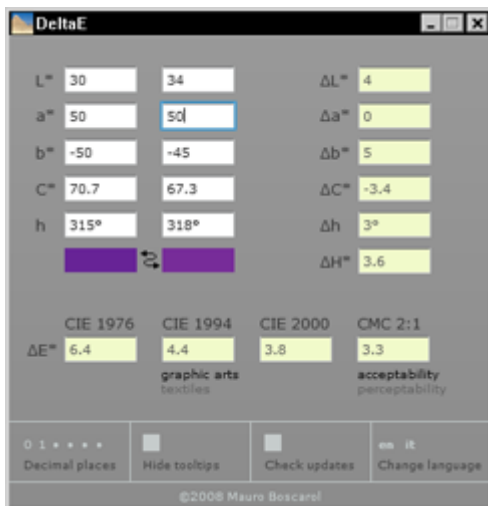 DeltaE
L* 30 34 ΔL* 4
a* 50 50 Δa* 0
b* -50 -45 Δb* 5
C* 70.7 67.3 ΔC* -3.4
h 315° 318° Δh 3°
ΔH* 3.6
CIE 1976 CIE 1994 CIE 2000 CMC 2:1
ΔE* 6.4 4.4 3.8 3.3
graphic arts acceptability
textiles perceptability
0 1 • • • • en it
Decimal places Hide tooltips Check updates Change language
©2008 Mauro Boscarol